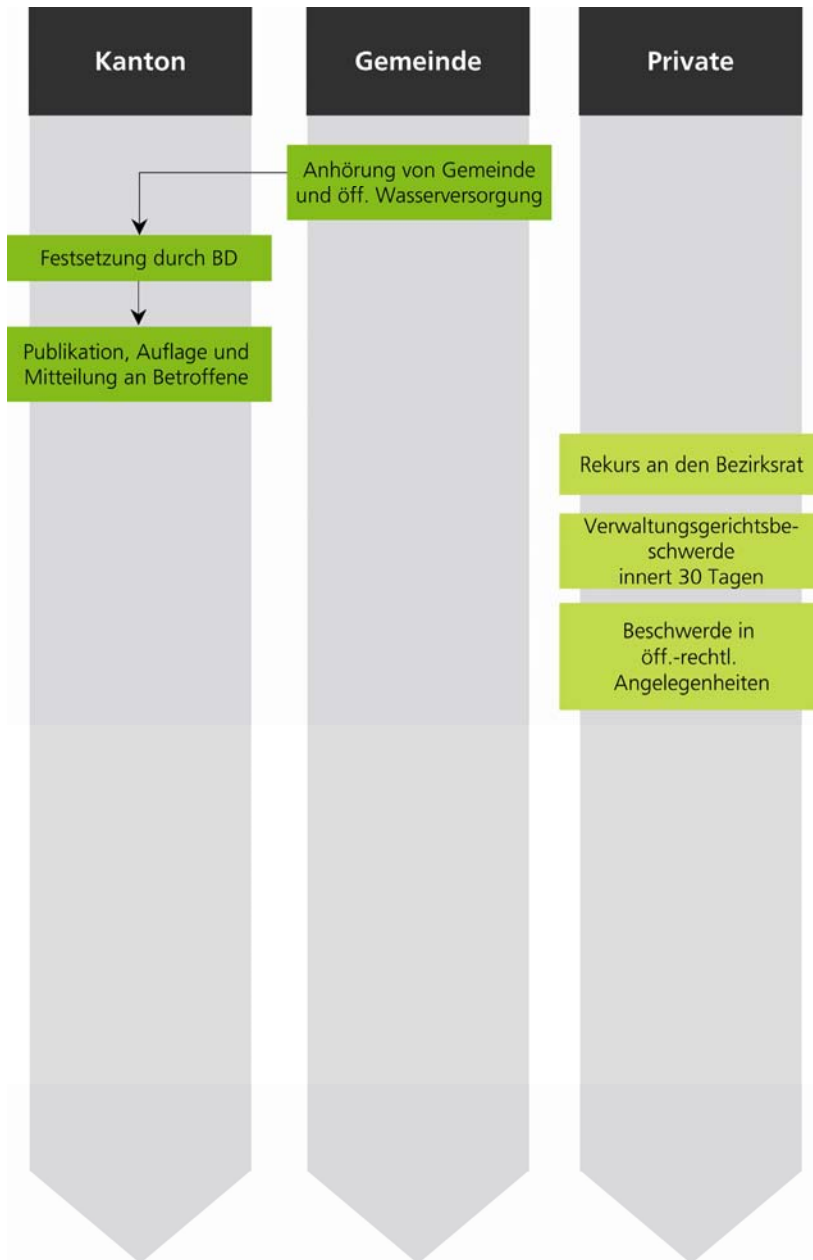 Kanton
Gemeinde
Private
Anhörung von Gemeinde
und öff. Wasserversorgung
Festsetzung durch BD
Publikation, Auflage und
Mitteilung an Betroffene
Rekurs an den Bezirksrat
Verwaltungsgerichtsbe-
schwerde
innert 30 Tagen
Beschwerde in
öff.-rechtl.
Angelegenheiten